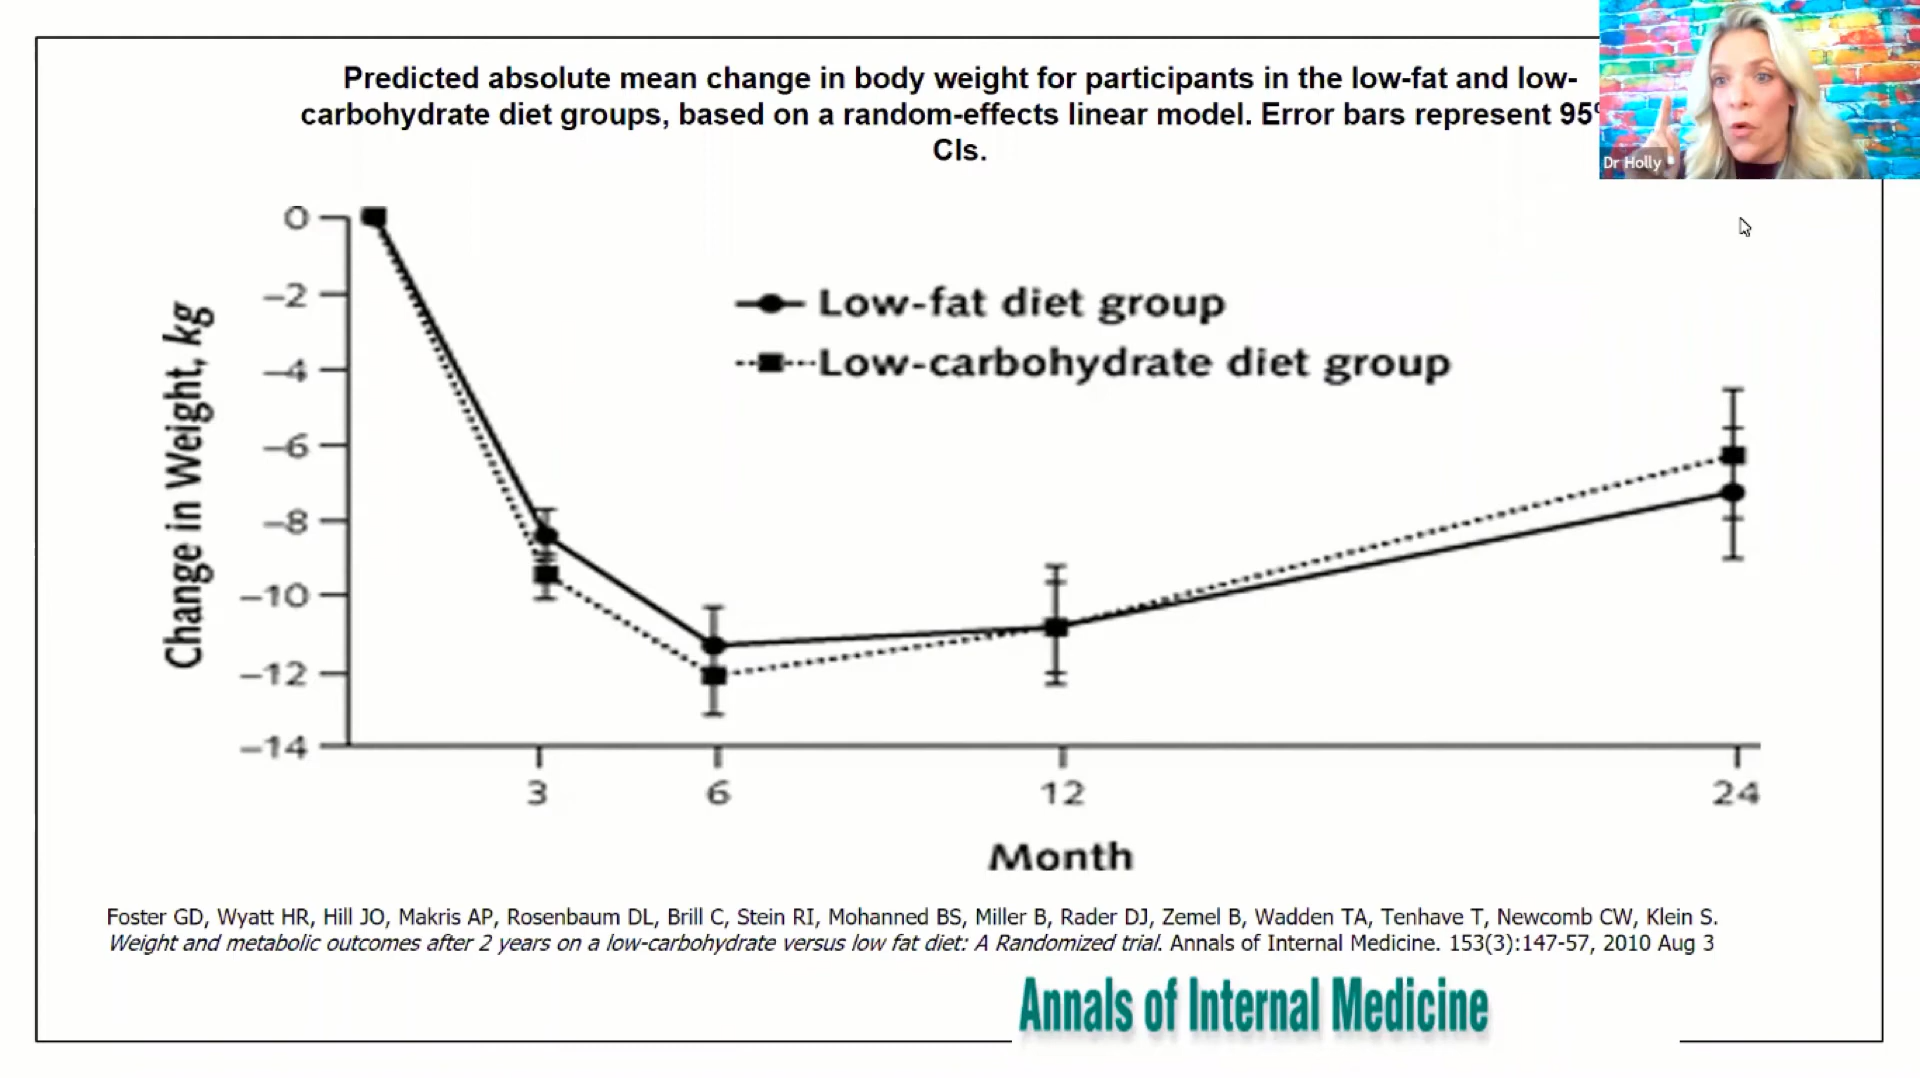 Predicted absolute mean change in body weight for participants in the low-fat and low-
carbohydrate diet groups, based on a random-effects linear model. Error bars represent 95
CIs.
Dr Holly
0
−2
−4
−6
−8
−10
−12
−14
Change in Weight, kg
Low-fat diet group
Low-carbohydrate diet group
3 6 12 24
Month
Foster GD, Wyatt HR, Hill JO, Makris AP, Rosenbaum DL, Brill C, Stein RI, Mohanned BS, Miller B, Rader DJ, Zemel B, Wadden TA, Tenhave T, Newcomb CW, Klein S.
Weight and metabolic outcomes after 2 years on a low-carbohydrate versus low fat diet: A Randomized trial. Annals of Internal Medicine. 153(3):147-57, 2010 Aug 3
Annals of Internal Medicine